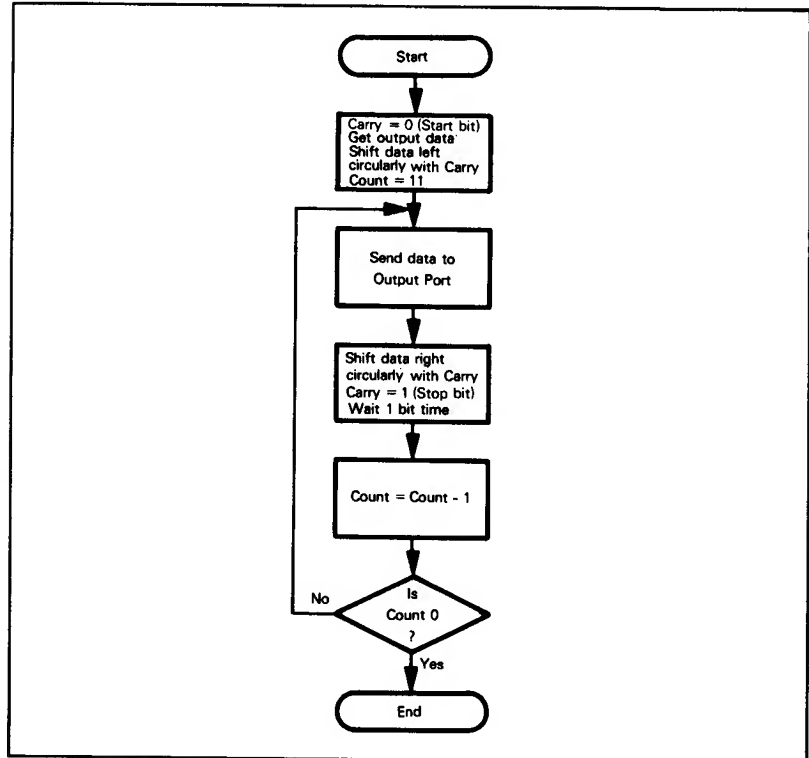 Start
Carry = 0 (Start bit)
Get output data
Shift data left
circularly with Carry
Count = 11
Send data to
Output Port
Shift data right
circularly with Carry
Carry = 1 (Stop bit)
Wait 1 bit time
Count = Count - 1
Is
No
Count 0
?
Yes
End